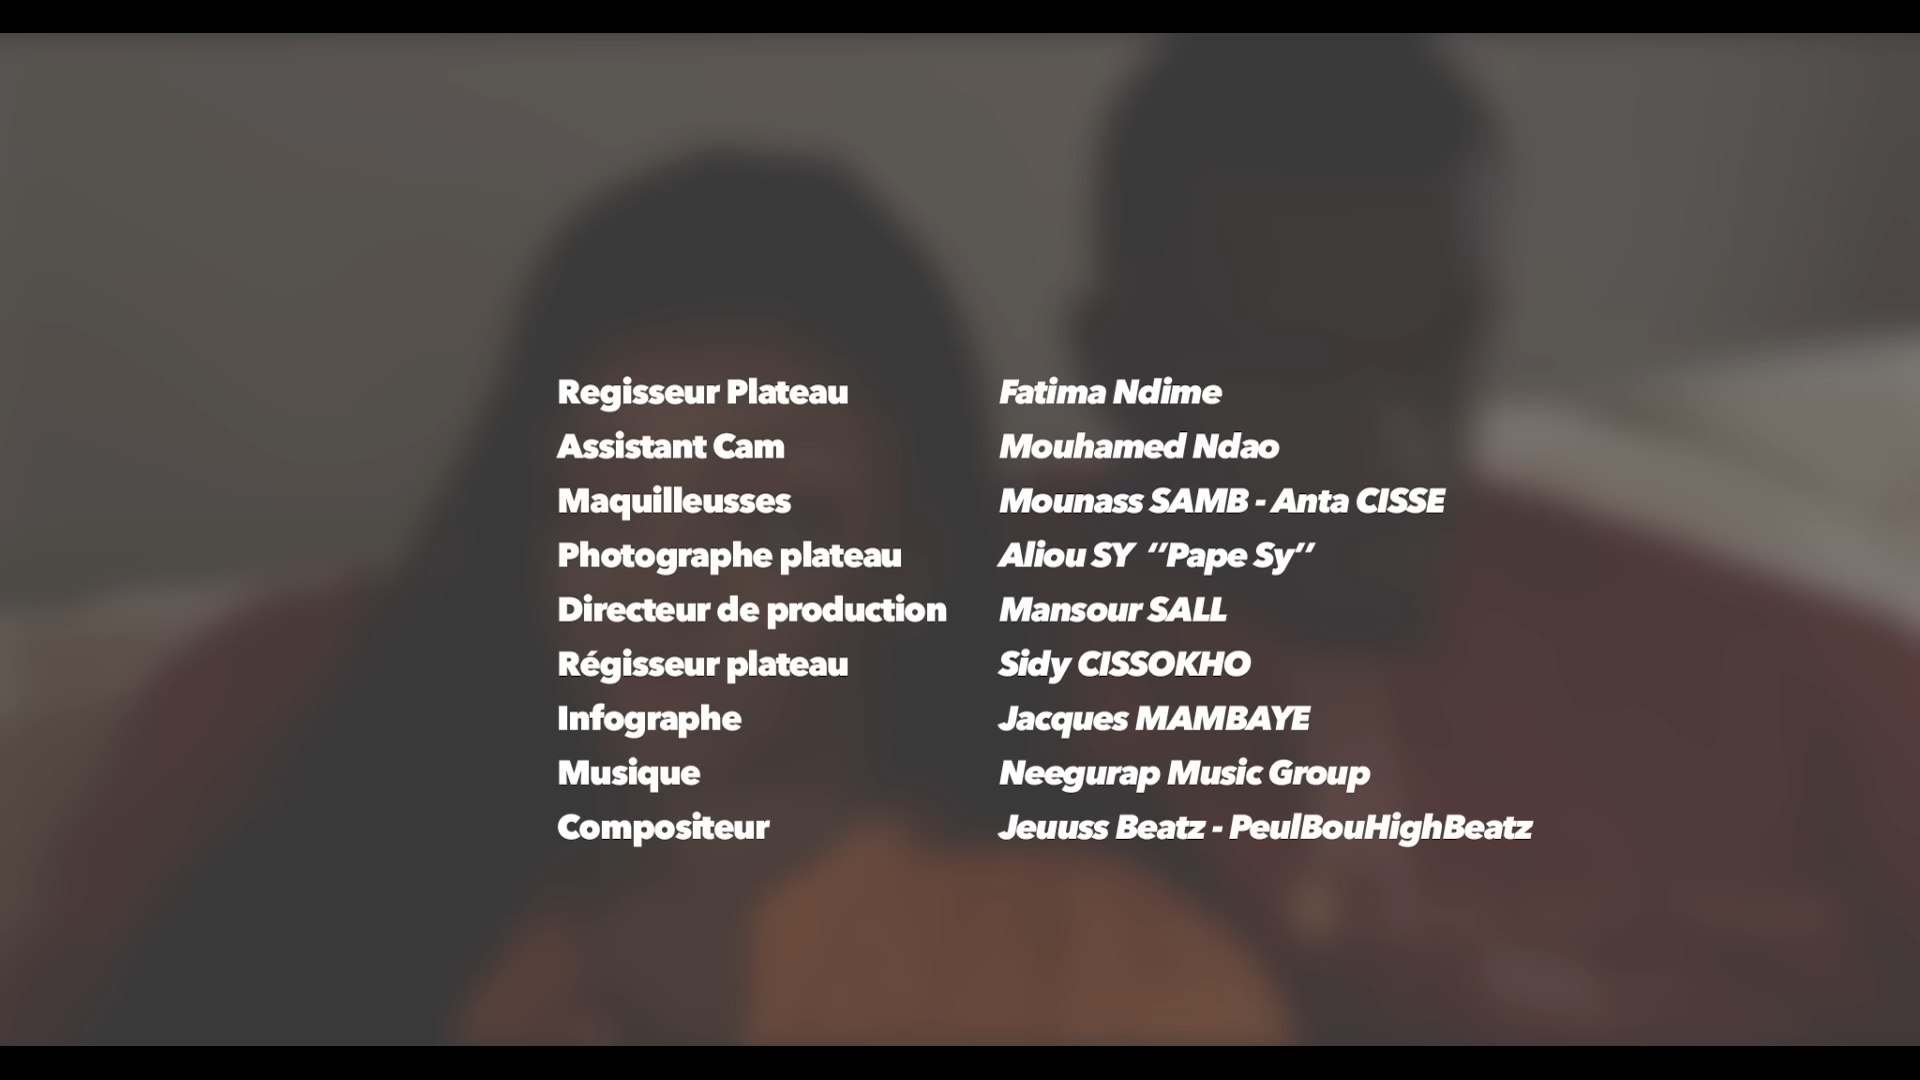 Regisseur Plateau Fatima Ndime
Assistant Cam Mouhamed Ndao
Maquilleusses Mounass SAMB - Anta CISSE
Photographe plateau Aliou SY ‘’Pape Sy’’
Directeur de production Mansour SALL
Régisseur plateau Sidy CISSOKHO
Infographe Jacques MAMBAYE
Musique Neegurap Music Group
Compositeur Jeuuss Beatz - PeulBouHighBeatz